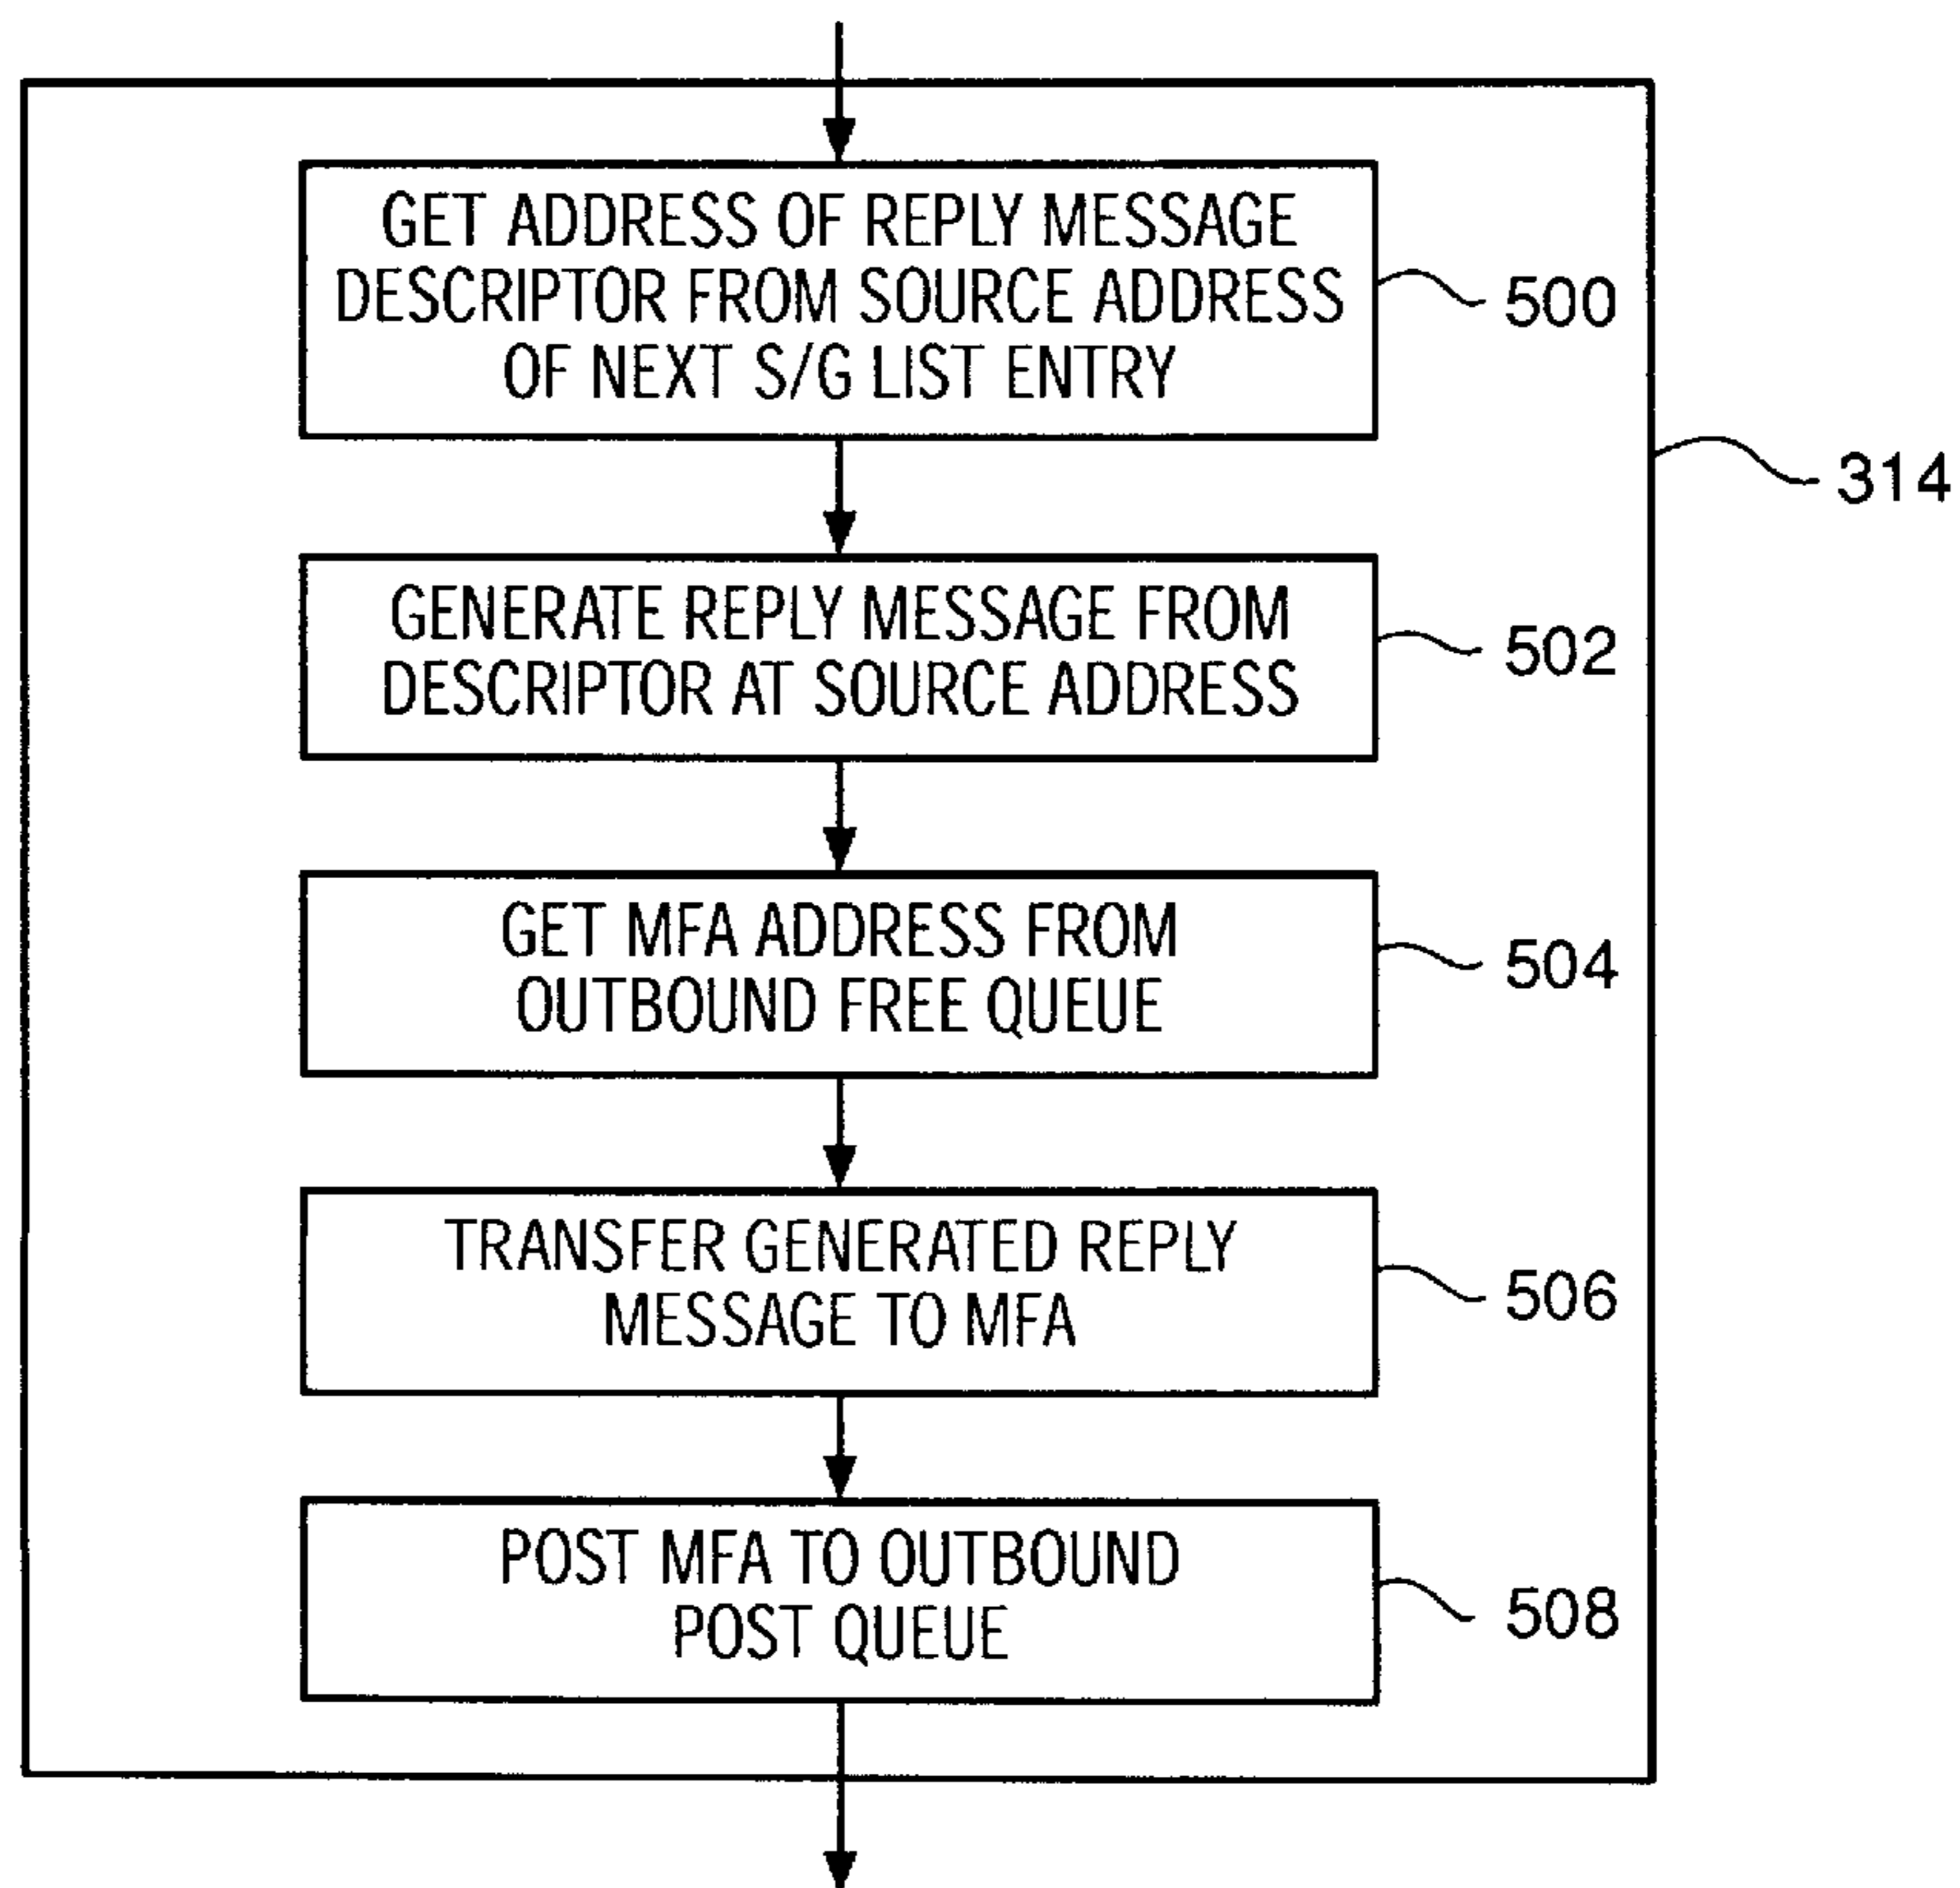 GET ADDRESS OF REPLY MESSAGE
DESCRIPTOR FROM SOURCE ADDRESS
OF NEXT S/G LIST ENTRY
500
314
GENERATE REPLY MESSAGE FROM
DESCRIPTOR AT SOURCE ADDRESS
502
GET MFA ADDRESS FROM
OUTBOUND FREE QUEUE
504
TRANSFER GENERATED REPLY
MESSAGE TO MFA
506
POST MFA TO OUTBOUND
POST QUEUE
508